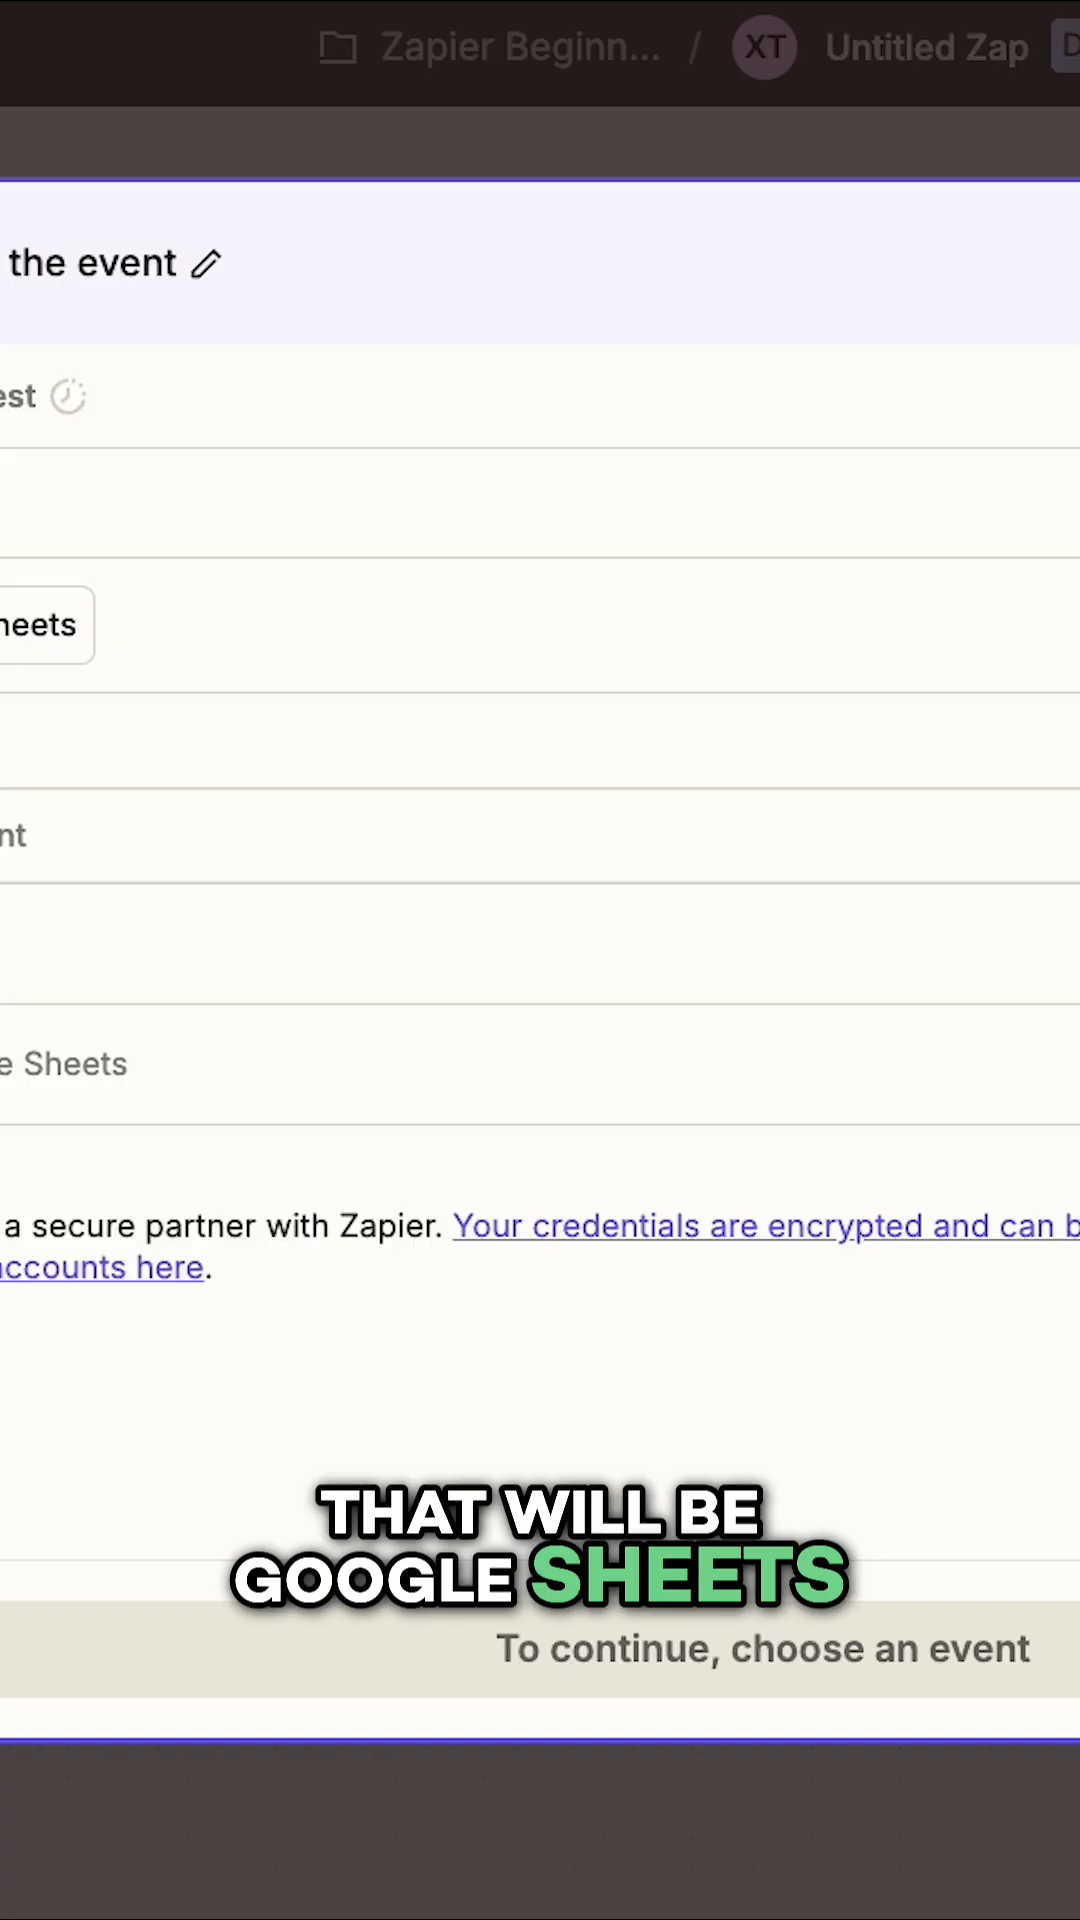 Zapier Beginn... / XT Untitled Zap D
the event
est
heets
nt
e Sheets
a secure partner with Zapier. Your credentials are encrypted and can b
accounts here.
THAT WILL BE
GOOGLE SHEETS
To continue, choose an event